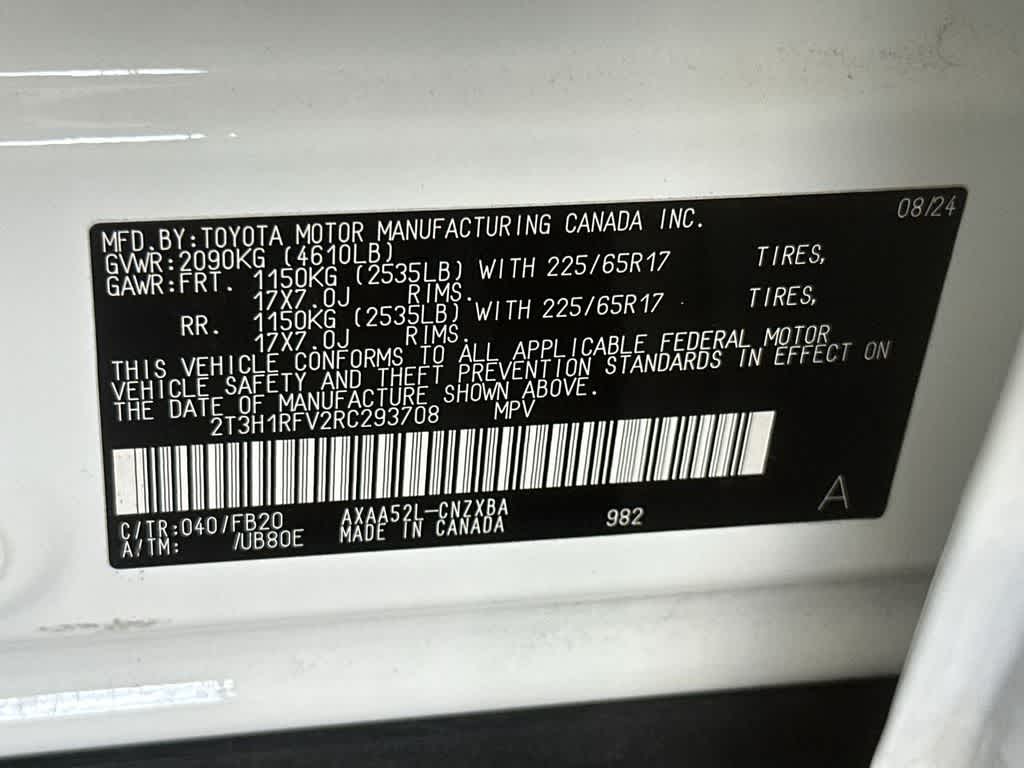 08/24
MFD.BY:TOYOTA MOTOR MANUFACTURING CANADA INC.
GVWR:2090KG (4610LB)
GAWR:FRT. 1150KG (2535LB) WITH 225/65R17 TIRES,
17X7.0J RIMS.
RR. 1150KG (2535LB) WITH 225/65R17 TIRES,
17X7.0J RIMS.
THIS VEHICLE CONFORMS TO ALL APPLICABLE FEDERAL MOTOR
VEHICLE SAFETY AND THEFT PREVENTION STANDARDS IN EFFECT ON
THE DATE OF MANUFACTURE SHOWN ABOVE.
2T3H1RFV2RC293708 MPV
C/TR:040/FB20 AXAA52L-CNZXBA 982 A
A/TM: /UB80E MADE IN CANADA